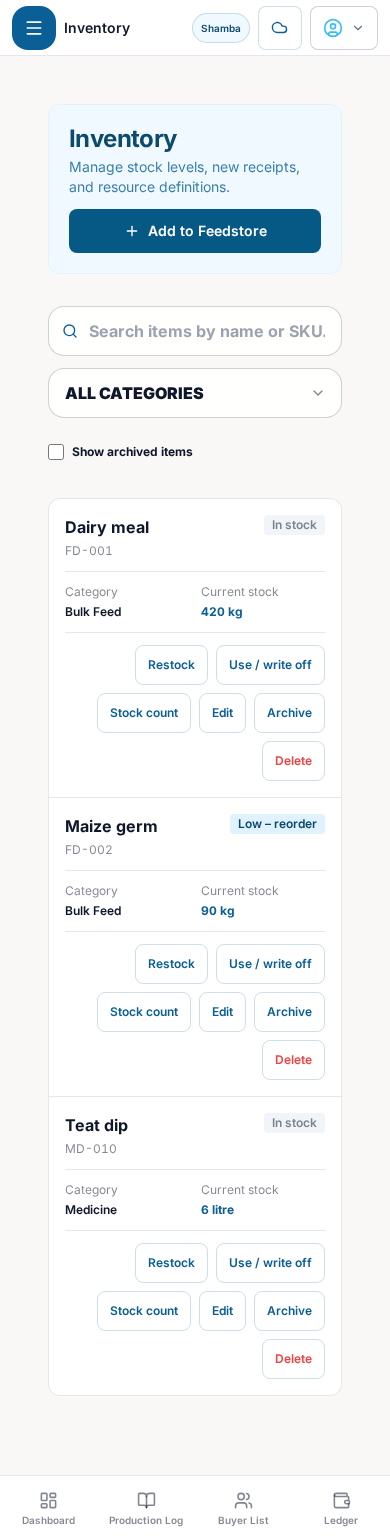 Inventory
Shamba
Inventory
Manage stock levels, new receipts,
and resource definitions.
Add to Feedstore
Search items by name or SKU.
ALL CATEGORIES
Show archived items
Dairy meal
In stock
FD-001
Category
Current stock
Bulk Feed
420 kg
Restock
Use / write off
Stock count
Edit
Archive
Delete
Maize germ
Low – reorder
FD-002
Category
Current stock
Bulk Feed
90 kg
Restock
Use / write off
Stock count
Edit
Archive
Delete
Teat dip
In stock
MD-010
Category
Current stock
Medicine
6 litre
Restock
Use / write off
Stock count
Edit
Archive
Delete
Dashboard
Production Log
Buyer List
Ledger